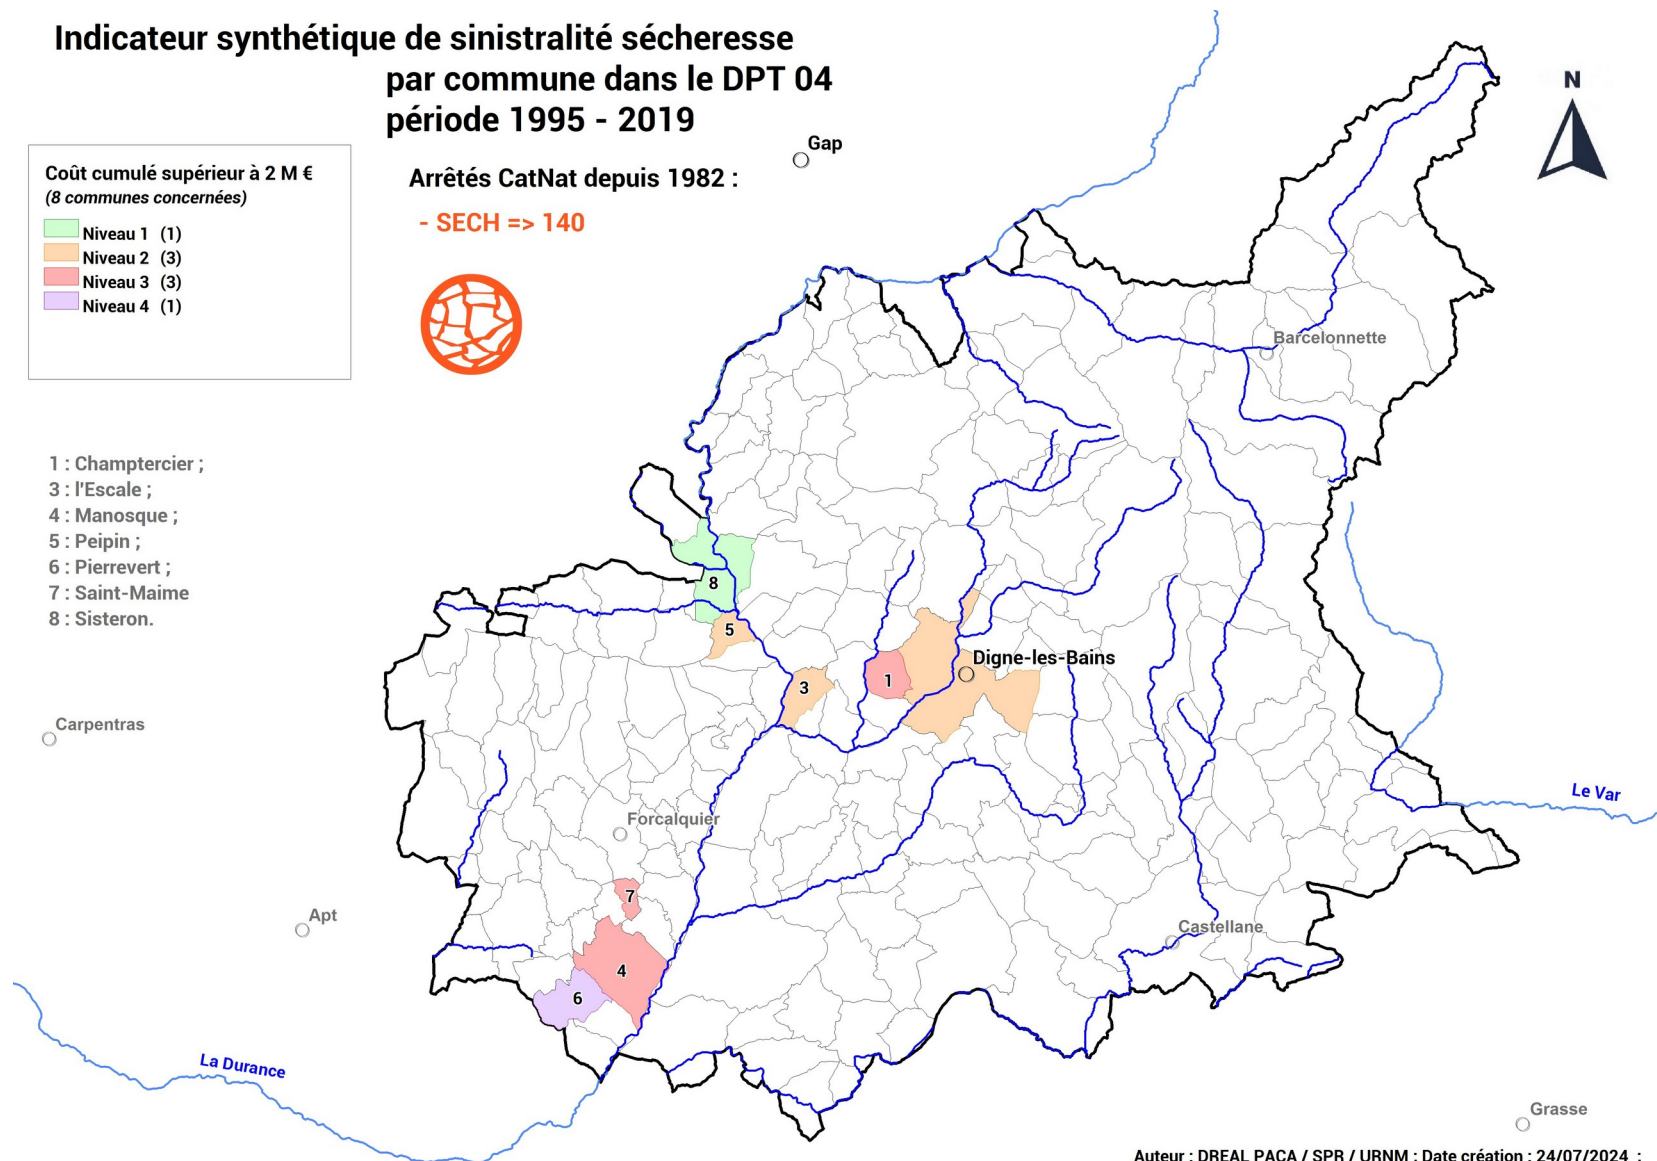 Indicateur synthétique de sinistralité sécheresse
par commune dans le DPT 04
période 1995 - 2019
Coût cumulé supérieur à 2 M €
(8 communes concernées)
Niveau 1 (1)
Niveau 2 (3)
Niveau 3 (3)
Niveau 4 (1)
Arrêtés CatNat depuis 1982 :
- SECH => 140
1 : Champtercier ;
3 : l'Escale ;
4 : Manosque ;
5 : Peipin ;
6 : Pierrevert ;
7 : Saint-Maime
8 : Sisteron.
N
Gap
Barcelonnette
8
5
Digne-les-Bains
1
3
Carpentras
Le Var
Forcalquier
7
Apt
Castellane
4
6
La Durance
Grasse
Auteur : DREAL PACA / SPR / URNM ; Date création : 24/07/2024 ;